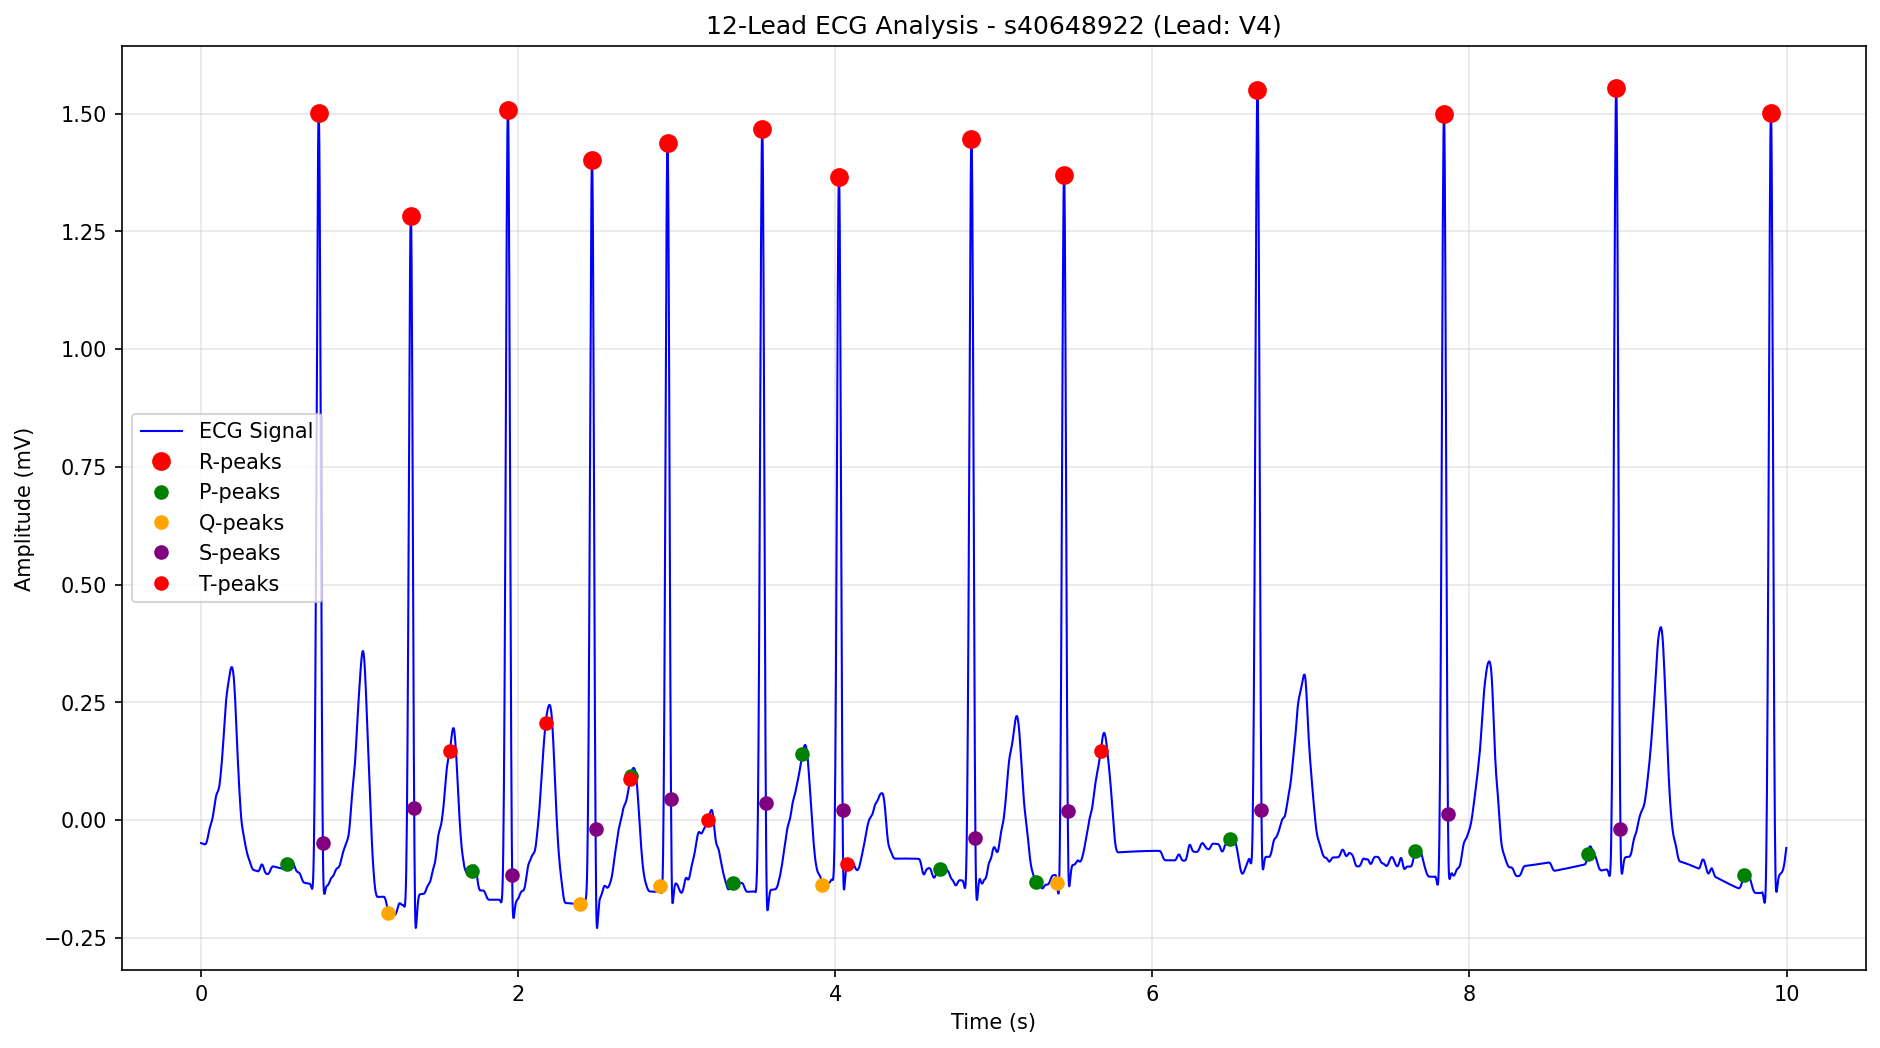 12-Lead ECG Analysis - s40648922 (Lead: V4)
Amplitude (mV)
1.50
1.25
1.00
0.75
0.50
0.25
0.00
−0.25
ECG Signal
R-peaks
P-peaks
Q-peaks
S-peaks
T-peaks
0 2 4 6 8 10
Time (s)